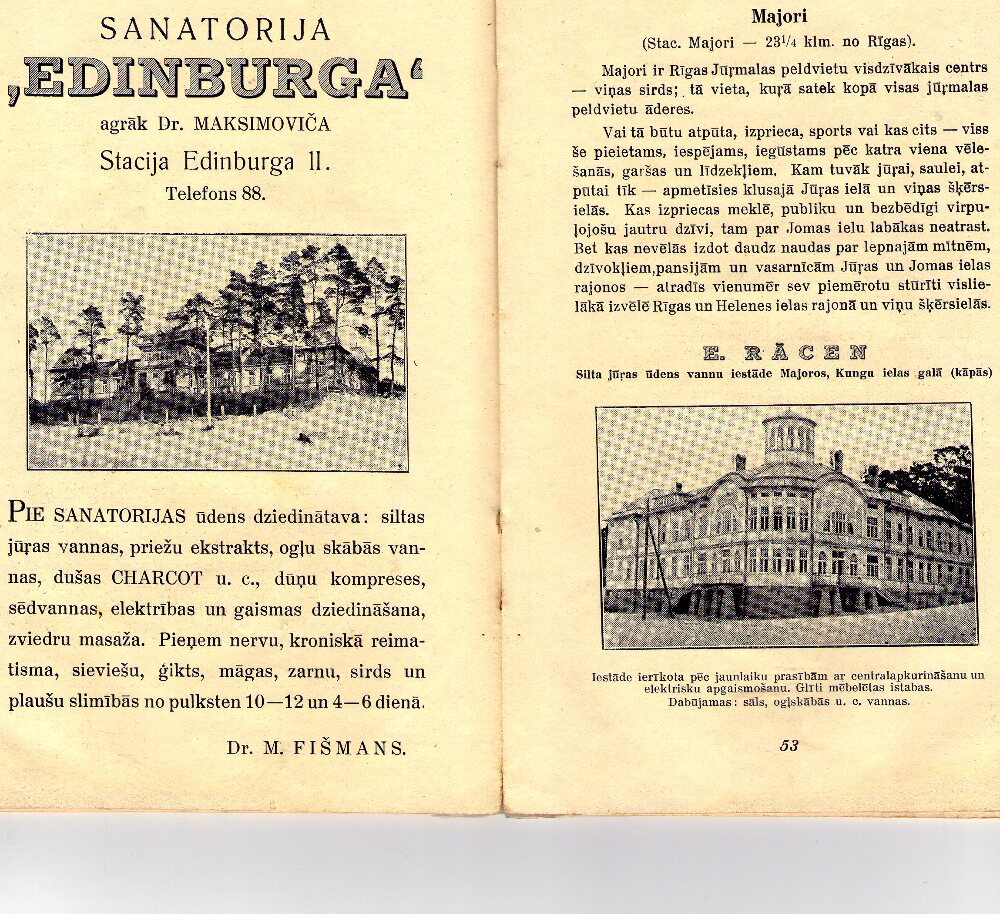 SANATORIJA
‚EDINBURGA‘
agrāk Dr. MAKSIMOVIČA
Stacija Edinburga II.
Telefons 88.
PIE SANATORIJAS ūdens dziedinātava: siltas
jūŗas vannas, priežu ekstrakts, ogļu skābās van-
nas, dušas CHARCOT u. c., dūņu kompreses,
sēdvannas, elektrības un gaismas dziedināšana,
zviedru masaža. Pieņem nervu, kroniskā reima-
tisma, sieviešu, ģikts, māgas, zarnu, sirds un
plaušu slimībās no pulksten 10—12 un 4—6 dienā.
Dr. M. FIŠMANS.
Majori
(Stac. Majori — 23¹/₄ klm. no Rīgas).
Majori ir Rīgas Jūŗmalas peldvietu visdzīvākais centrs
— viņas sirds; tā vieta, kuŗā satek kopā visas jūŗmalas
peldvietu āderes.
Vai tā būtu atpūta, izprieca, sports vai kas cits — viss
še pieietams, iespējams, iegūstams pēc katra viena vēle-
šanās, garšas un līdzekļiem. Kam tuvāk jūŗai, saulei, at-
pūtai tīk — apmetīsies klusajā Jūŗas ielā un viņas šķērs-
ielās. Kas izpriecas meklē, publiku un bezbēdīgi virpu-
ļojošu jautru dzīvi, tam par Jomas ielu labākas neatrast.
Bet kas nevēlās izdot daudz naudas par lepnajām mītnēm,
dzīvokļiem,pansijām un vasarnīcām Jūŗas un Jomas ielas
rajonos — atradīs vienumēr sev piemērotu stūrīti vislie-
lākā izvēlē Rīgas un Helenes ielas rajonā un viņu šķērsielās.
E. RĀCEN
Silta jūŗas ūdens vannu iestāde Majoros, Kungu ielas galā (kāpās)
Iestāde ierīkota pēc jaunlaiku prasībām ar centralapkurināšanu un
elektrisku apgaismošanu. Glīti mēbelētas istabas.
Dabūjamas: sāls, ogļskābās u. c. vannas.
53